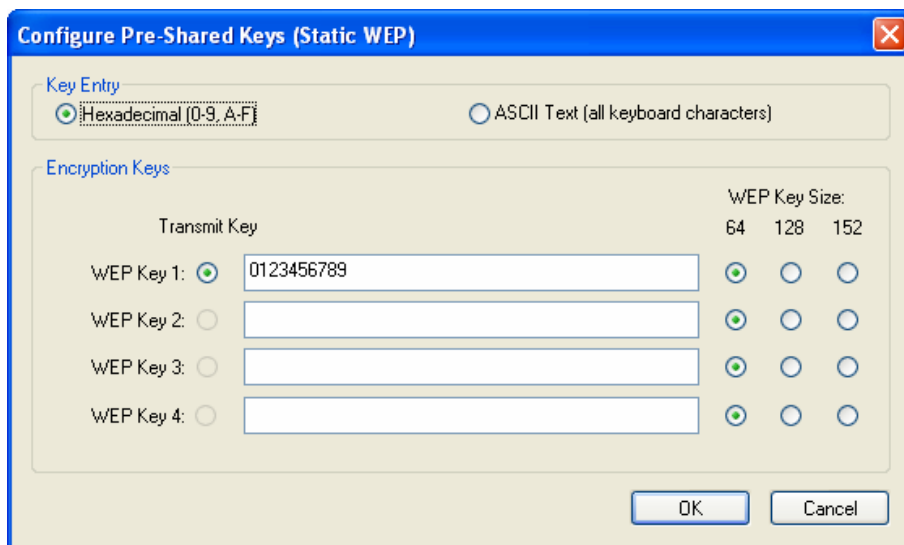 Configure Pre-Shared Keys (Static WEP)
Key Entry
Hexadecimal (0-9, A-F) ASCII Text (all keyboard characters)
Encryption Keys
WEP Key Size:
Transmit Key 64 128 152
WEP Key 1: 0123456789
WEP Key 2:
WEP Key 3:
WEP Key 4:
OK Cancel